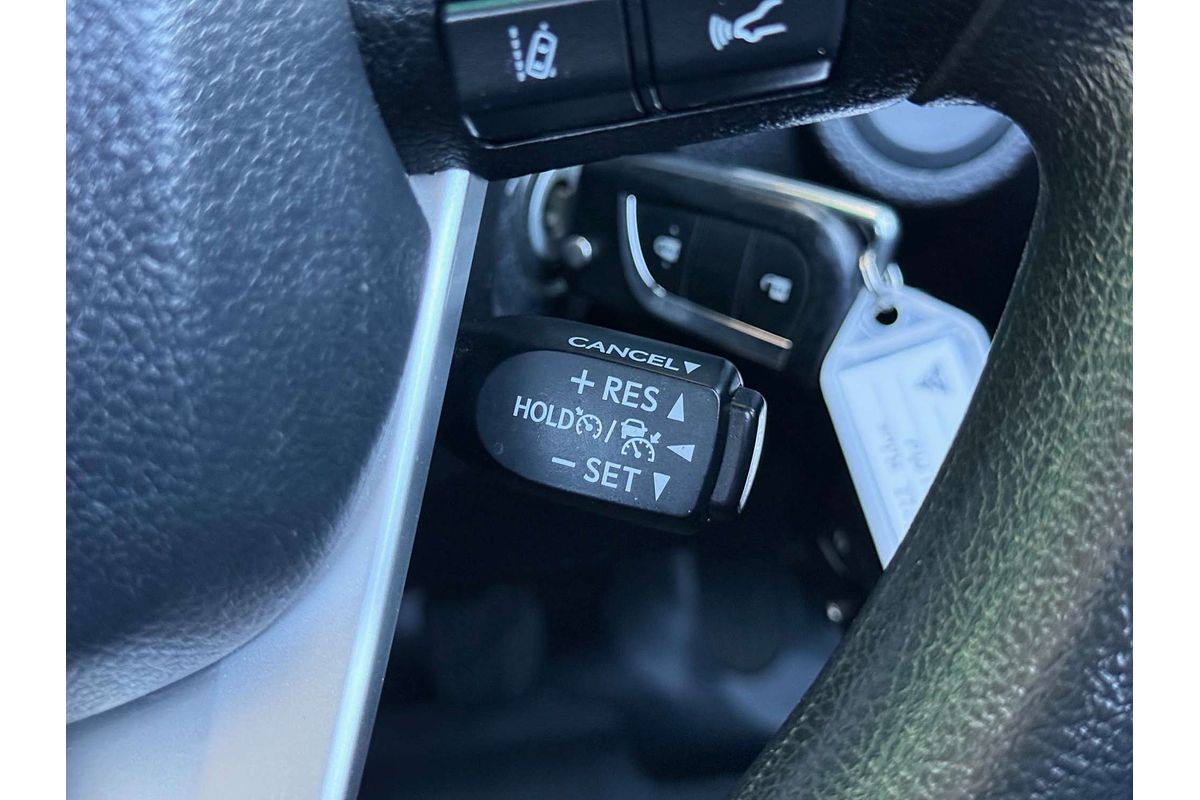 CANCEL
+ RES
HOLD /
− SET